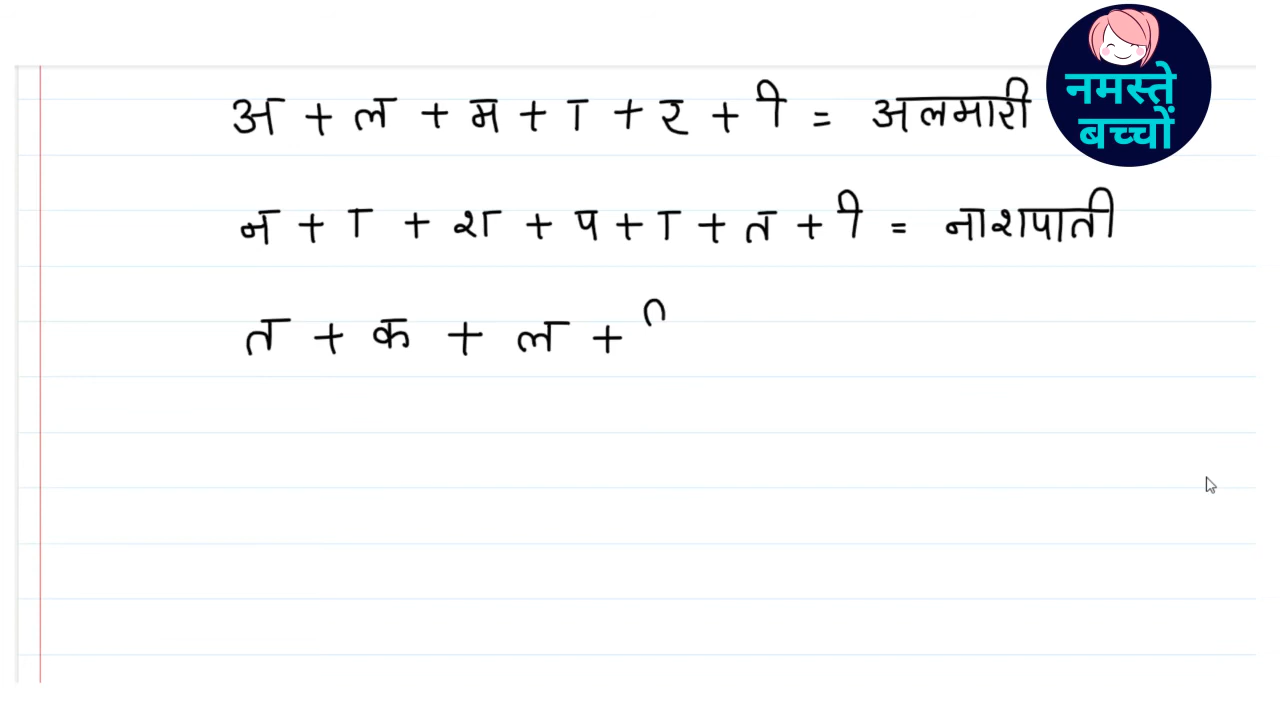 नमस्ते
बच्चों
अ + ल + म + ा + र + ी = अलमारी
न + ा + श + प + ा + त + ी = नाशपाती
त + क + ल +